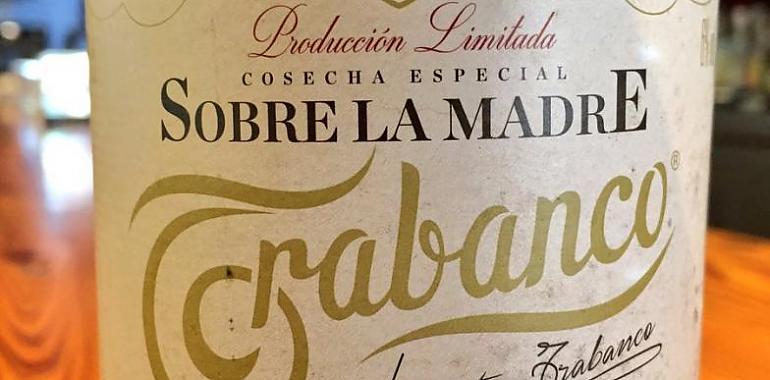 Producción Limitada
COSECHA ESPECIAL
SOBRE LA MADRE
Trabanco®
Trabanco